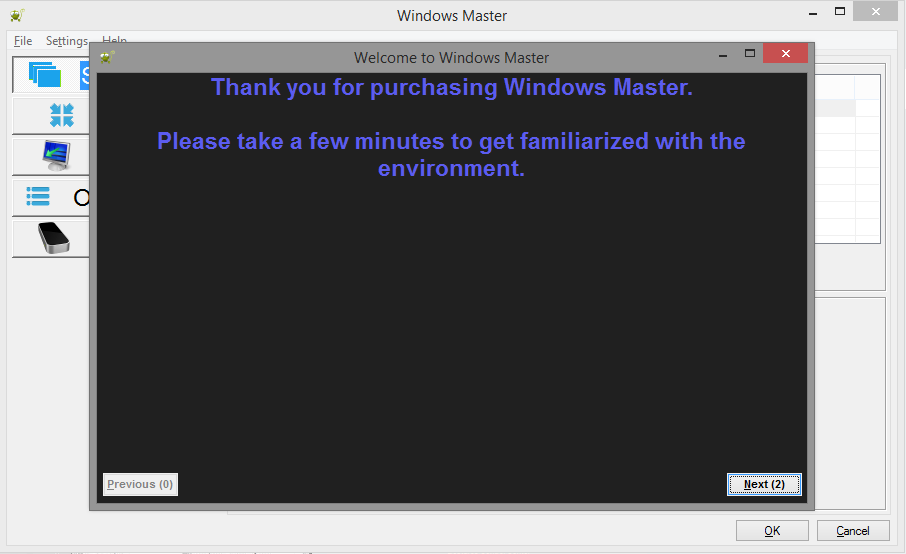 Windows Master
File Settings Help
Welcome to Windows Master
Thank you for purchasing Windows Master.
Please take a few minutes to get familiarized with the
environment.
S
O
Previous (0)
Next (2)
OK
Cancel